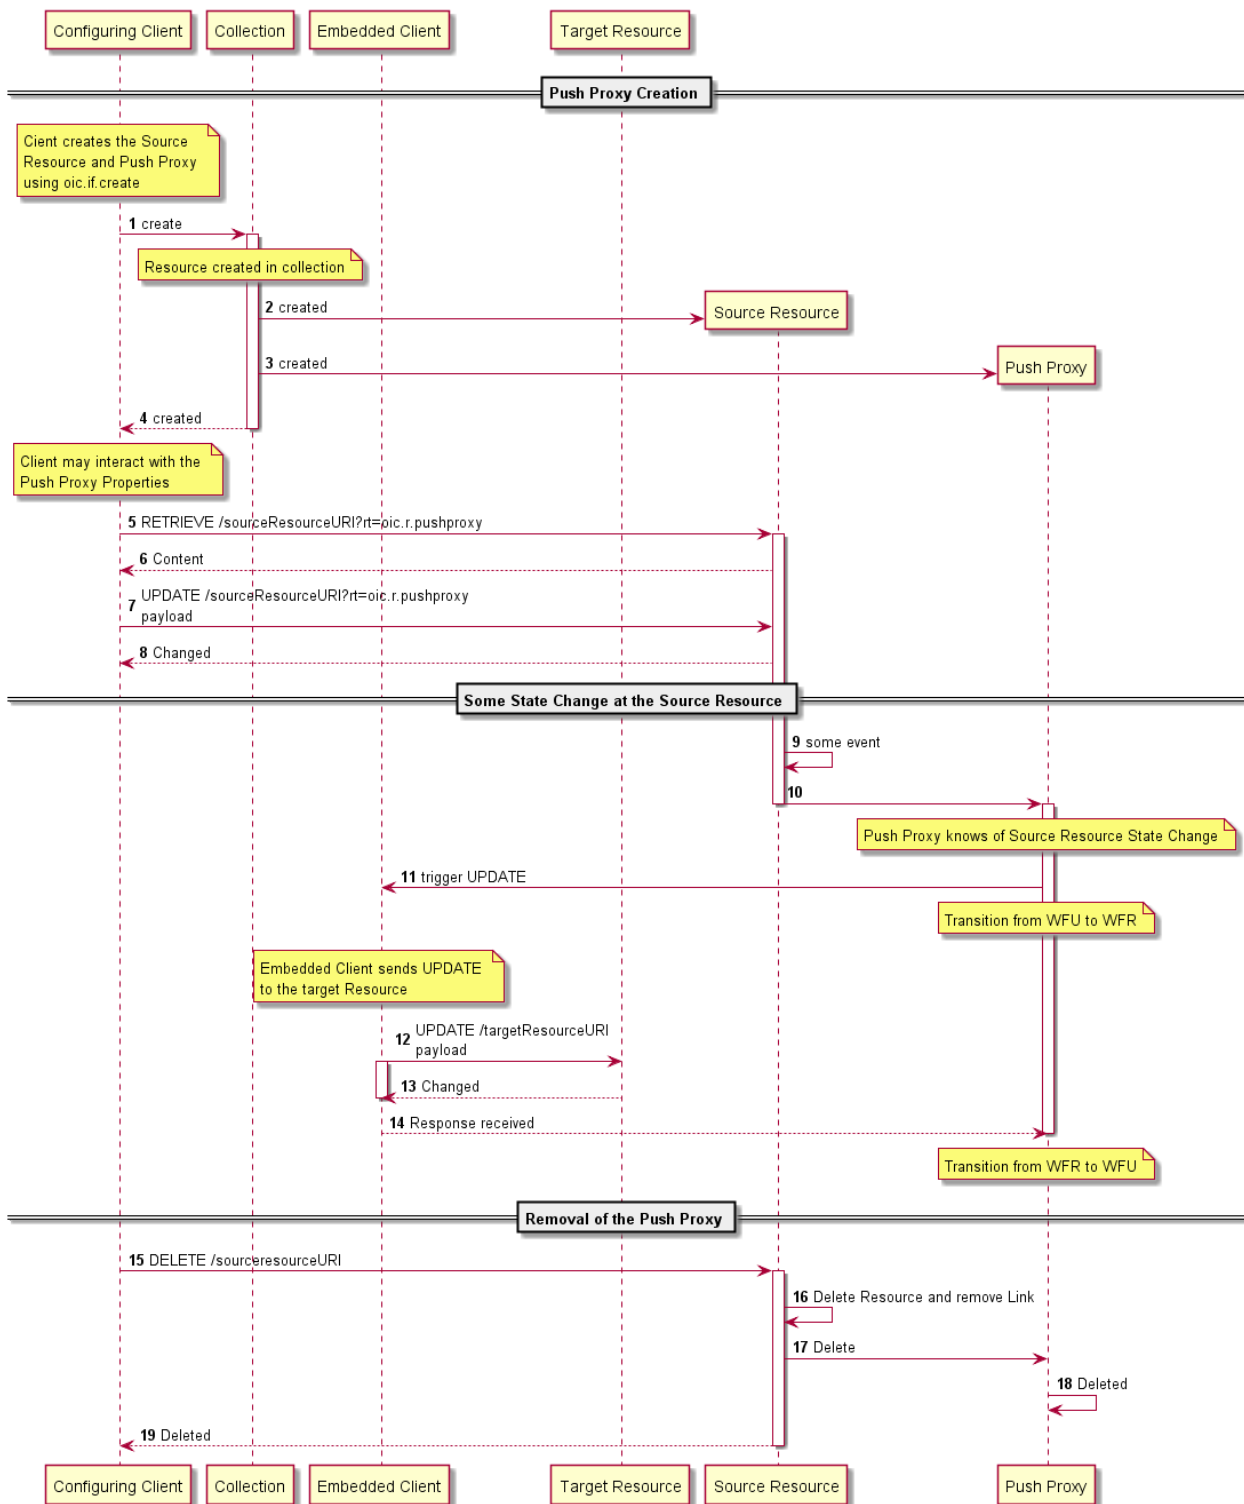 Configuring Client
Collection
Embedded Client
Target Resource
Push Proxy Creation
Cient creates the Source
Resource and Push Proxy
using oic.if.create
1 create
Resource created in collection
2 created
Source Resource
3 created
Push Proxy
4 created
Client may interact with the
Push Proxy Properties
5 RETRIEVE /sourceResourceURI?rt=oic.r.pushproxy
6 Content
7 UPDATE /sourceResourceURI?rt=oic.r.pushproxy
payload
8 Changed
Some State Change at the Source Resource
9 some event
10
Push Proxy knows of Source Resource State Change
11 trigger UPDATE
Transition from WFU to WFR
Embedded Client sends UPDATE
to the target Resource
12 UPDATE /targetResourceURI
payload
13 Changed
14 Response received
Transition from WFR to WFU
Removal of the Push Proxy
15 DELETE /sourceresourceURI
16 Delete Resource and remove Link
17 Delete
18 Deleted
19 Deleted
Configuring Client
Collection
Embedded Client
Target Resource
Source Resource
Push Proxy